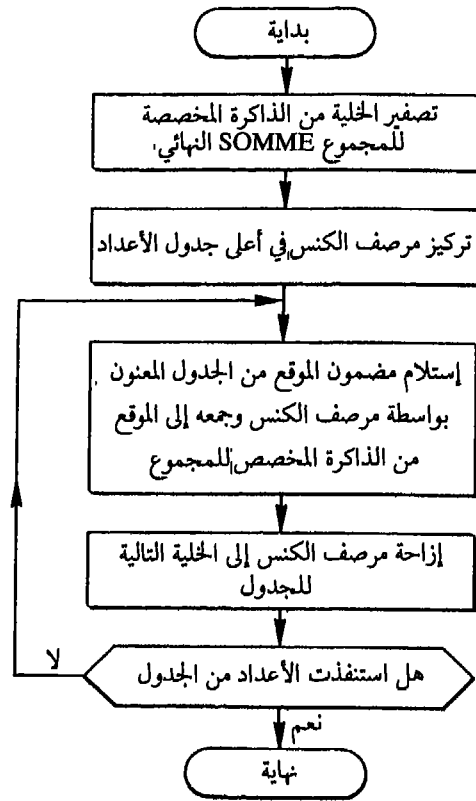 بداية
تصفير الخلية من الذاكرة المخصصة
للمجموع SOMME النهائي.
تركيز مرصف الكنس في أعلى جدول الأعداد
إستلام مضمون الموقع من الجدول المعنون
بواسطة مرصف الكنس وجمعه إلى الموقع
من الذاكرة المخصص للمجموع
إزاحة مرصف الكنس إلى الخلية التالية
للجدول
هل استنفذت الأعداد من الجدول
لا
نعم
نهاية